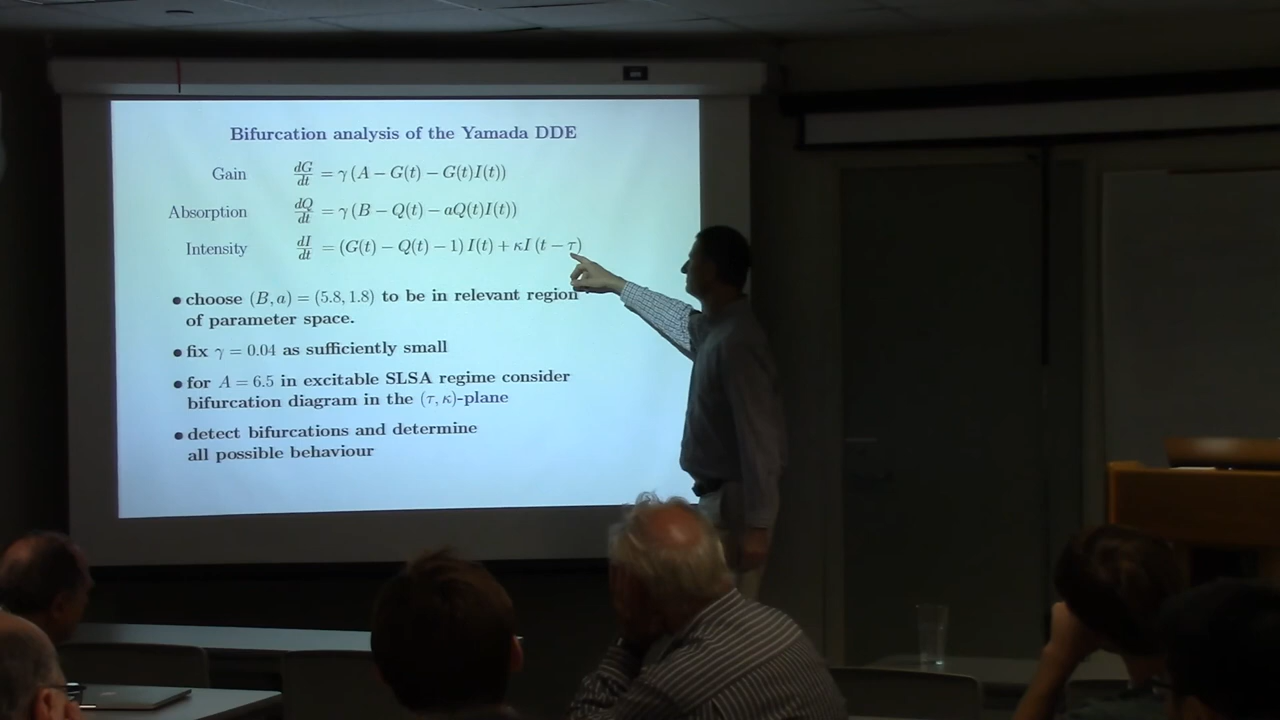 Bifurcation analysis of the Yamada DDE
Gain dG/dt = γ (A − G(t) − G(t)I(t))
Absorption dQ/dt = γ (B − Q(t) − aQ(t)I(t))
Intensity dI/dt = (G(t) − Q(t) − 1) I(t) + κI (t − τ)
• choose (B, a) = (5.8, 1.8) to be in relevant region
of parameter space.
• fix γ = 0.04 as sufficiently small
• for A = 6.5 in excitable SLSA regime consider
bifurcation diagram in the (τ, κ)-plane
• detect bifurcations and determine
all possible behaviour